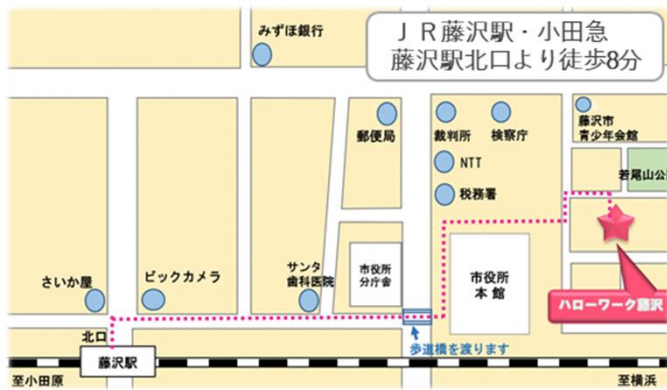 みずほ銀行
JR藤沢駅・小田急
藤沢駅北口より徒歩8分
郵便局
裁判所
検察庁
藤沢市
青少年会館
NTT
税務署
若尾山公
さいか屋
ビックカメラ
サンタ
歯科医院
市役所
分庁舎
市役所
本館
ハローワーク藤沢
北口
藤沢駅
歩道橋を渡ります
至小田原
至横浜